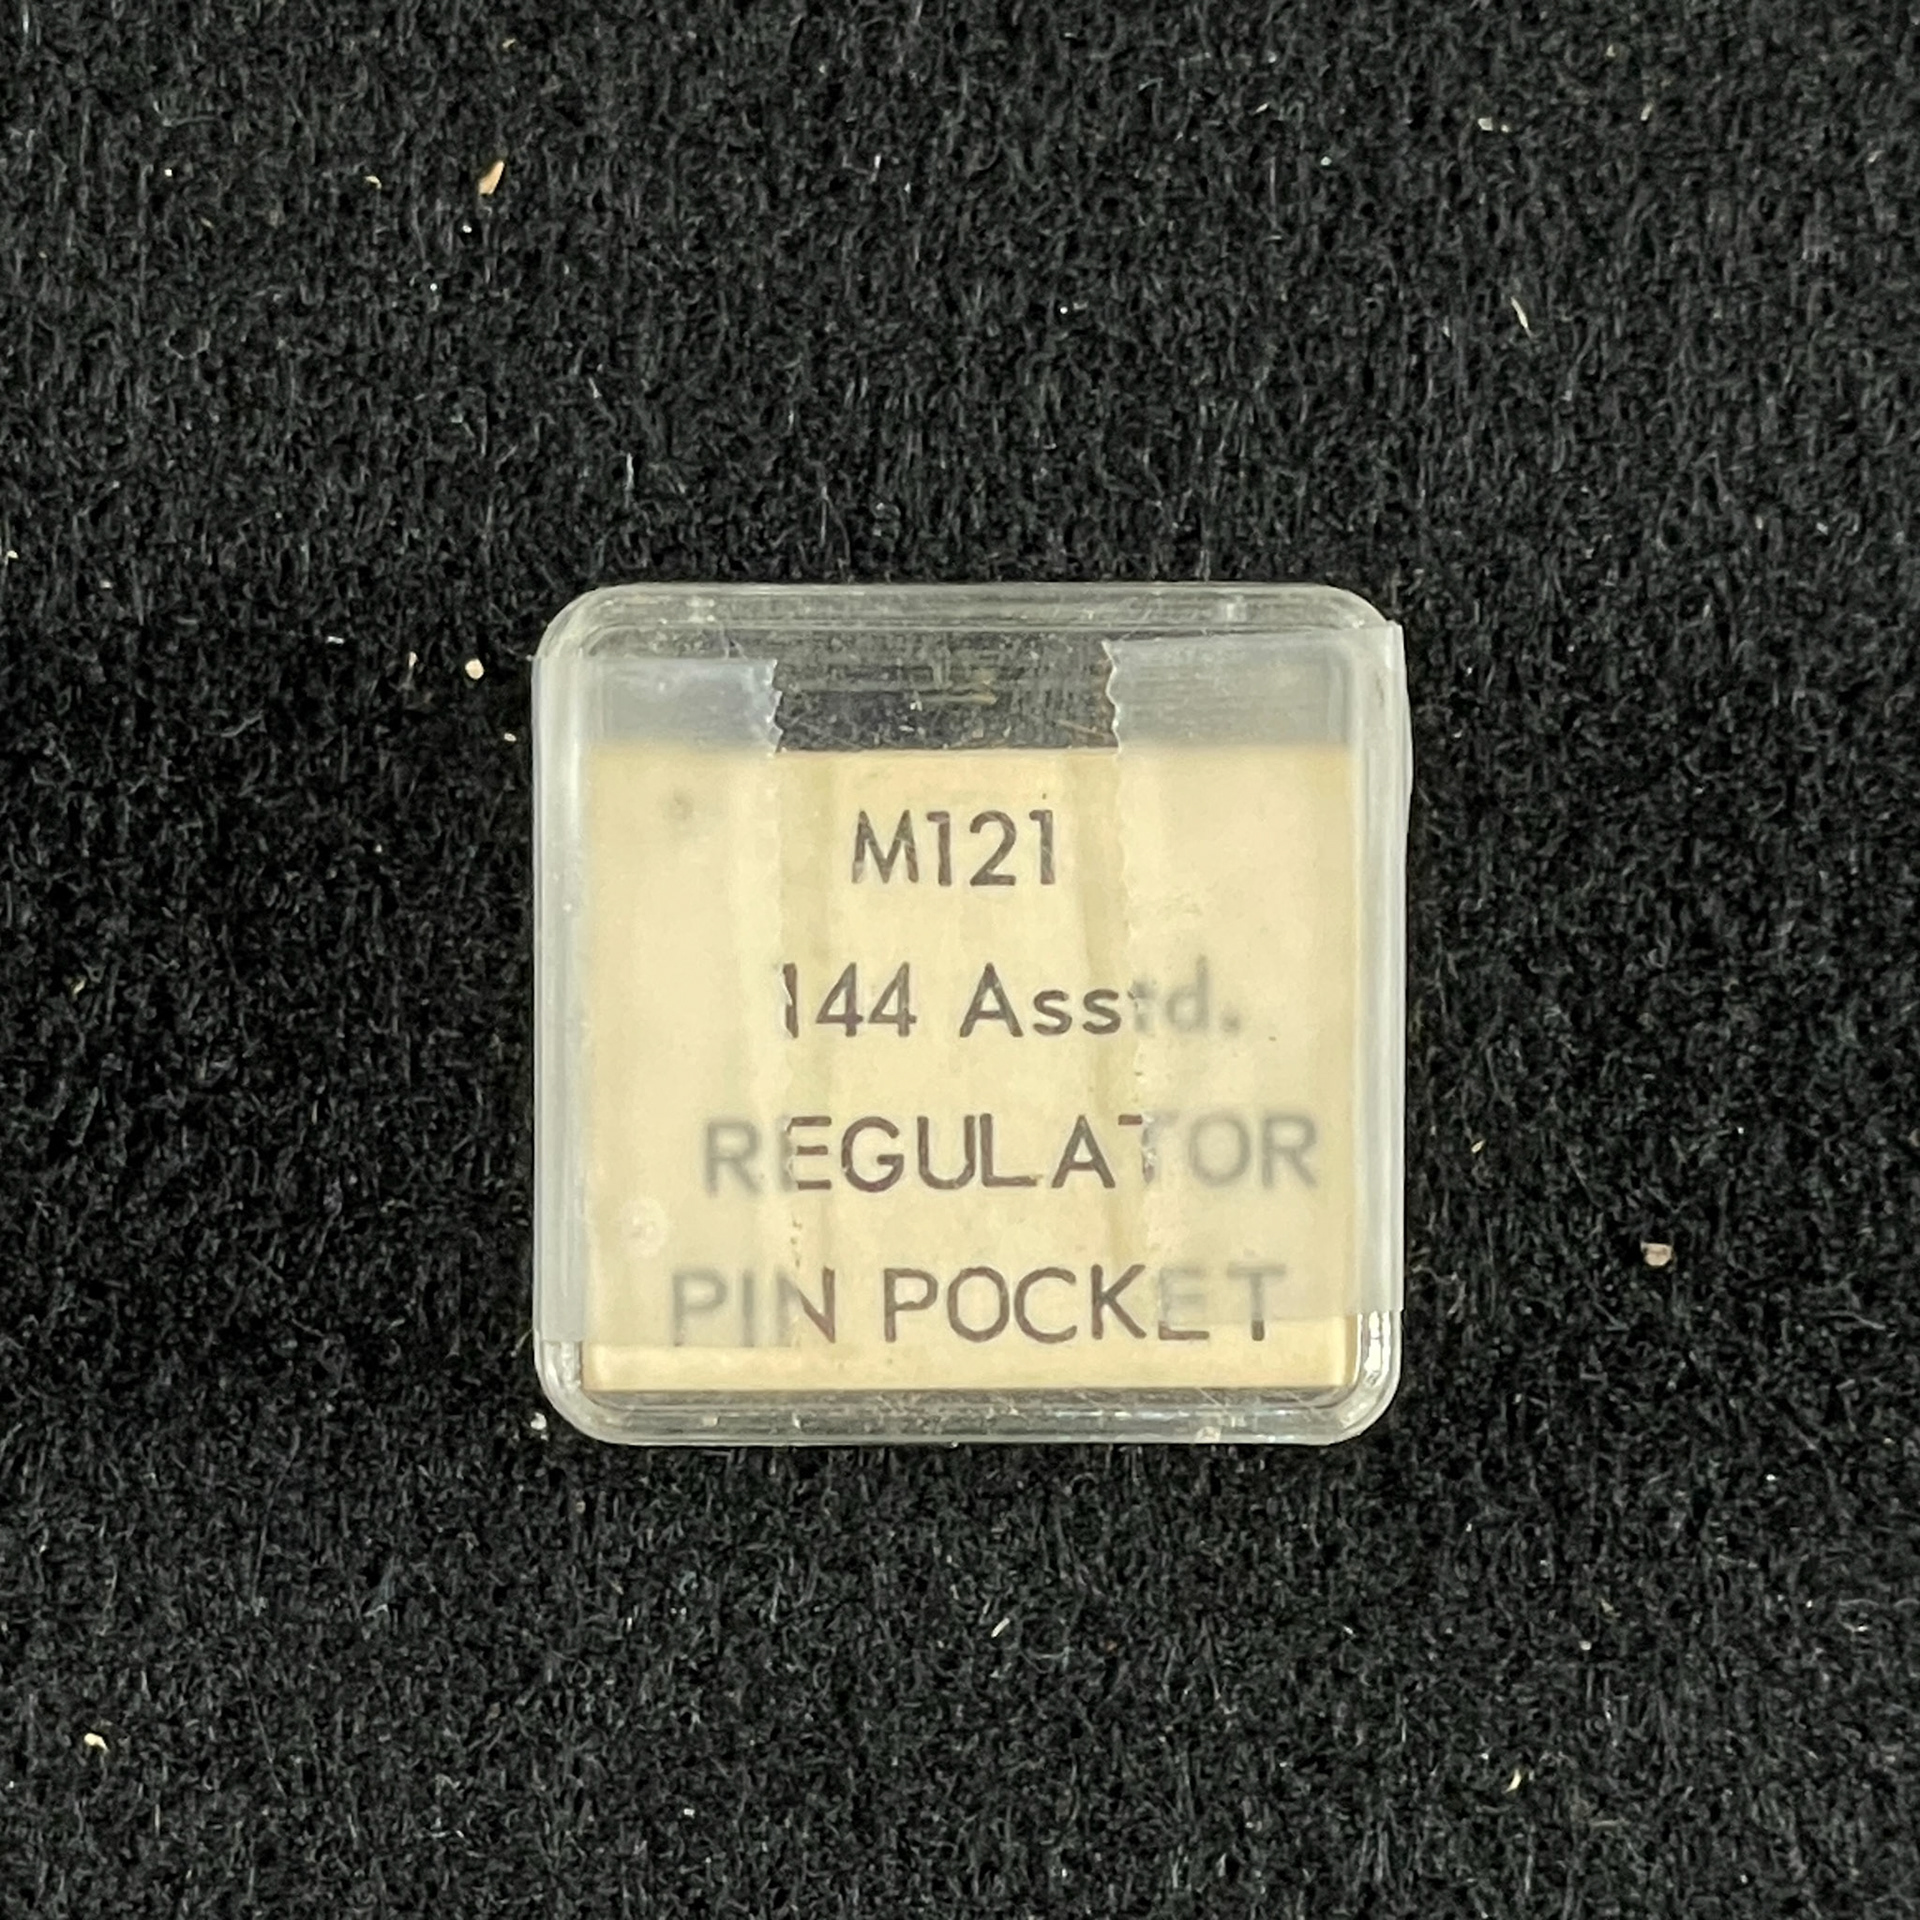 M121
144 Asstd.
REGULATOR
PIN POCKET